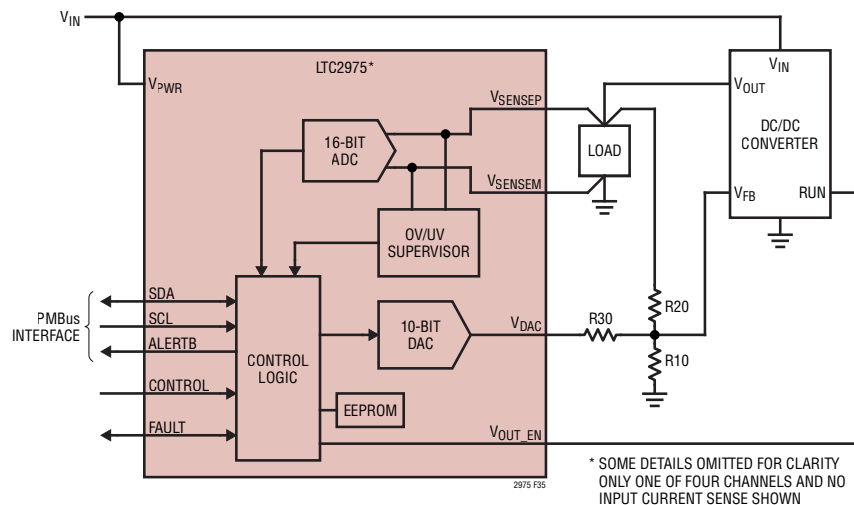 VIN
LTC2975*
VPWR
VSENSEP
VIN
VOUT
DC/DC
CONVERTER
16-BIT
ADC
LOAD
VSENSEM
VFB
RUN
OV/UV
SUPERVISOR
PMBus
INTERFACE
SDA
SCL
ALERTB
CONTROL
FAULT
CONTROL
LOGIC
10-BIT
DAC
VDAC
R30
R20
R10
EEPROM
VOUT_EN
2975 F35
* SOME DETAILS OMITTED FOR CLARITY
ONLY ONE OF FOUR CHANNELS AND NO
INPUT CURRENT SENSE SHOWN